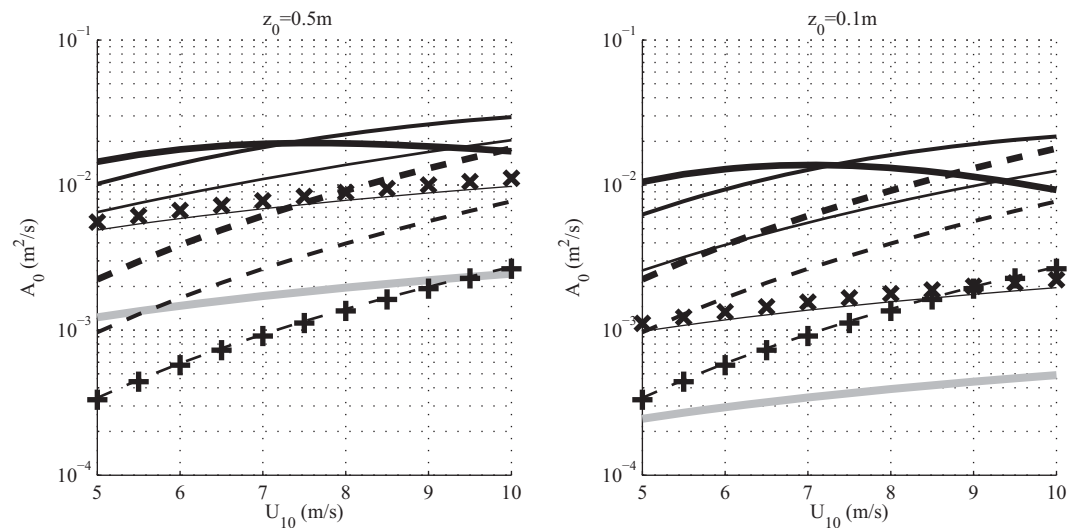 z₀=0.5m
10⁻¹
10⁻²
10⁻³
10⁻⁴
A₀ (m²/s)
5 6 7 8 9 10
U₁₀ (m/s)
z₀=0.1m
10⁻¹
10⁻²
10⁻³
10⁻⁴
A₀ (m²/s)
5 6 7 8 9 10
U₁₀ (m/s)